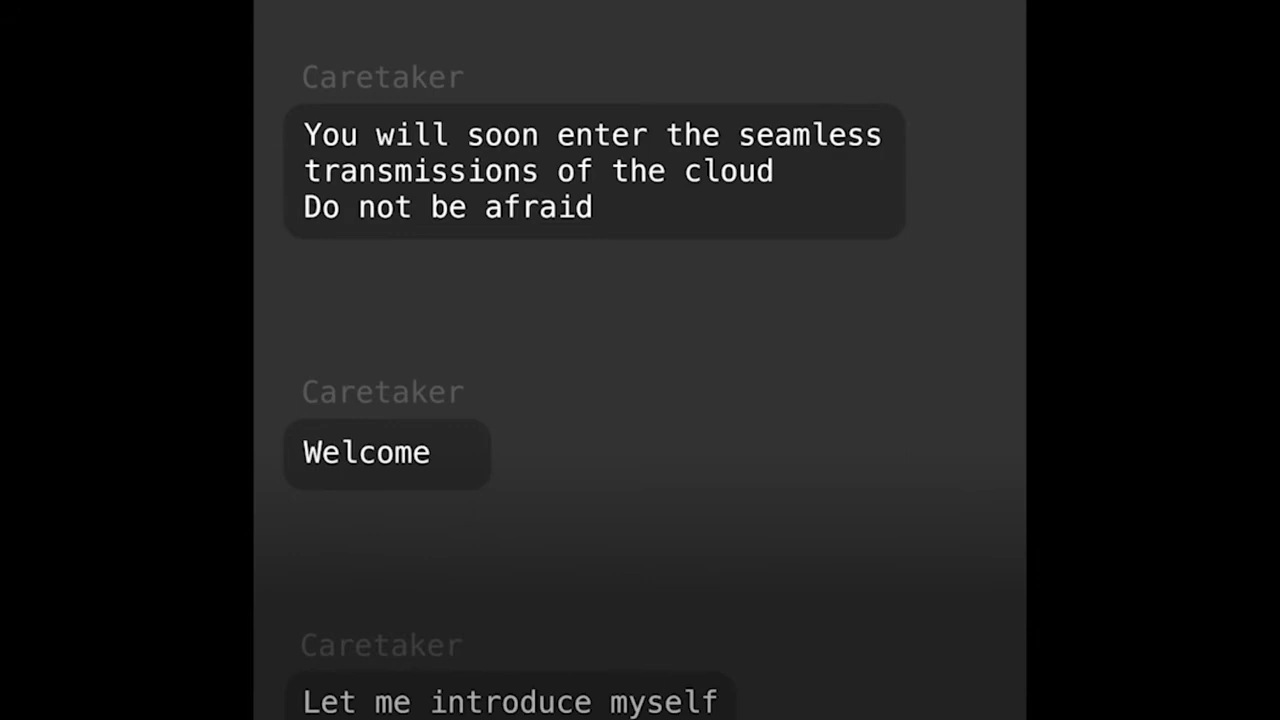 Caretaker
You will soon enter the seamless
transmissions of the cloud
Do not be afraid
Caretaker
Welcome
Caretaker
Let me introduce myself